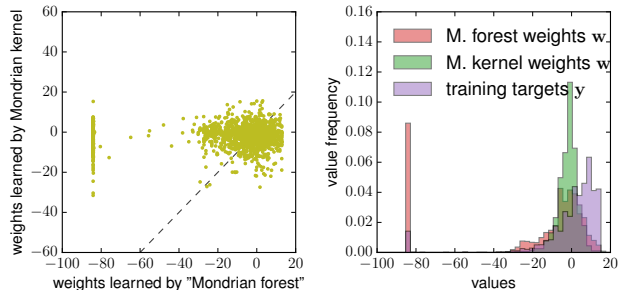 60
40
20
0
−20
−40
−60
−100 −80 −60 −40 −20 0 20
weights learned by Mondrian kernel
weights learned by "Mondrian forest"
0.16
0.14
0.12
0.10
0.08
0.06
0.04
0.02
0.00
−100 −80 −60 −40 −20 0 20
value frequency
values
M. forest weights w
M. kernel weights w
training targets y